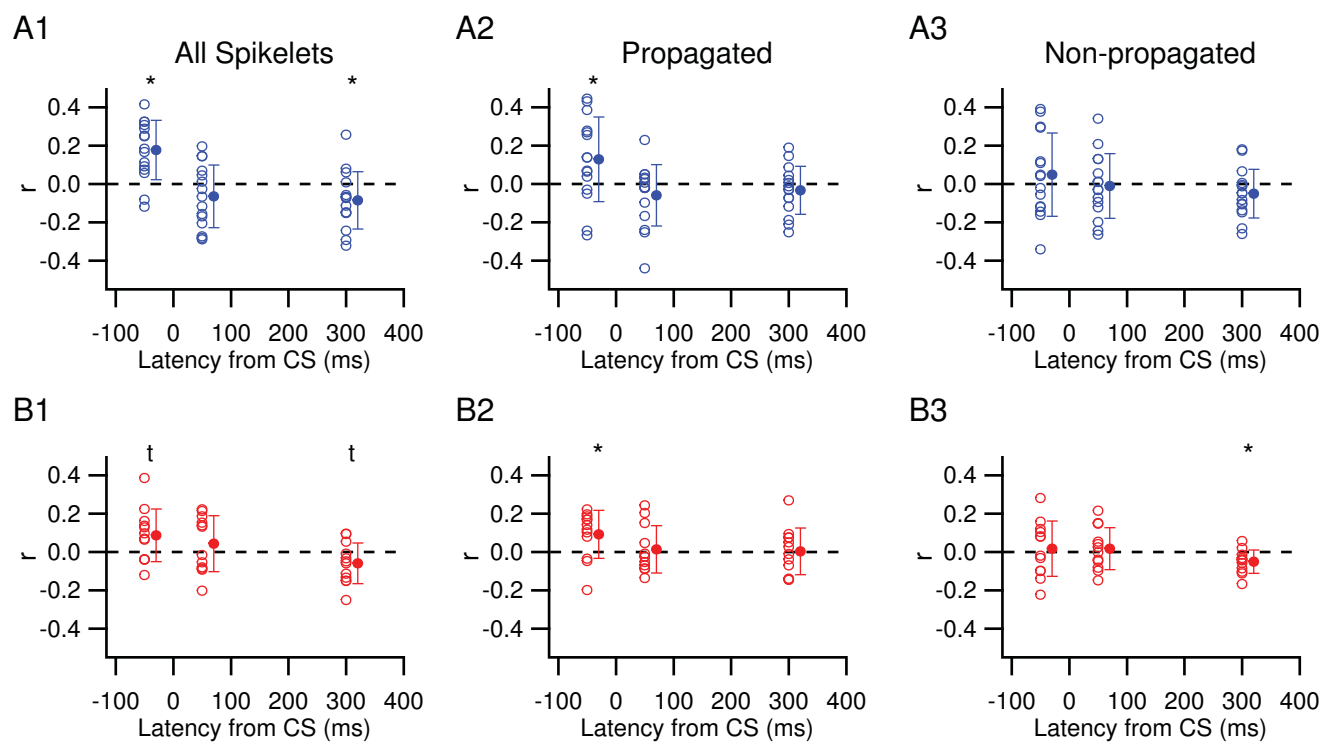 A1 A2 A3
All Spikelets Propagated Non-propagated
* * *
0.4 0.4 0.4
0.2 0.2 0.2
r 0.0 r 0.0 r 0.0
-0.2 -0.2 -0.2
-0.4 -0.4 -0.4
-100 0 100 200 300 400 -100 0 100 200 300 400 -100 0 100 200 300 400
Latency from CS (ms) Latency from CS (ms) Latency from CS (ms)
B1 B2 B3
t t * *
0.4 0.4 0.4
0.2 0.2 0.2
r 0.0 r 0.0 r 0.0
-0.2 -0.2 -0.2
-0.4 -0.4 -0.4
-100 0 100 200 300 400 -100 0 100 200 300 400 -100 0 100 200 300 400
Latency from CS (ms) Latency from CS (ms) Latency from CS (ms)